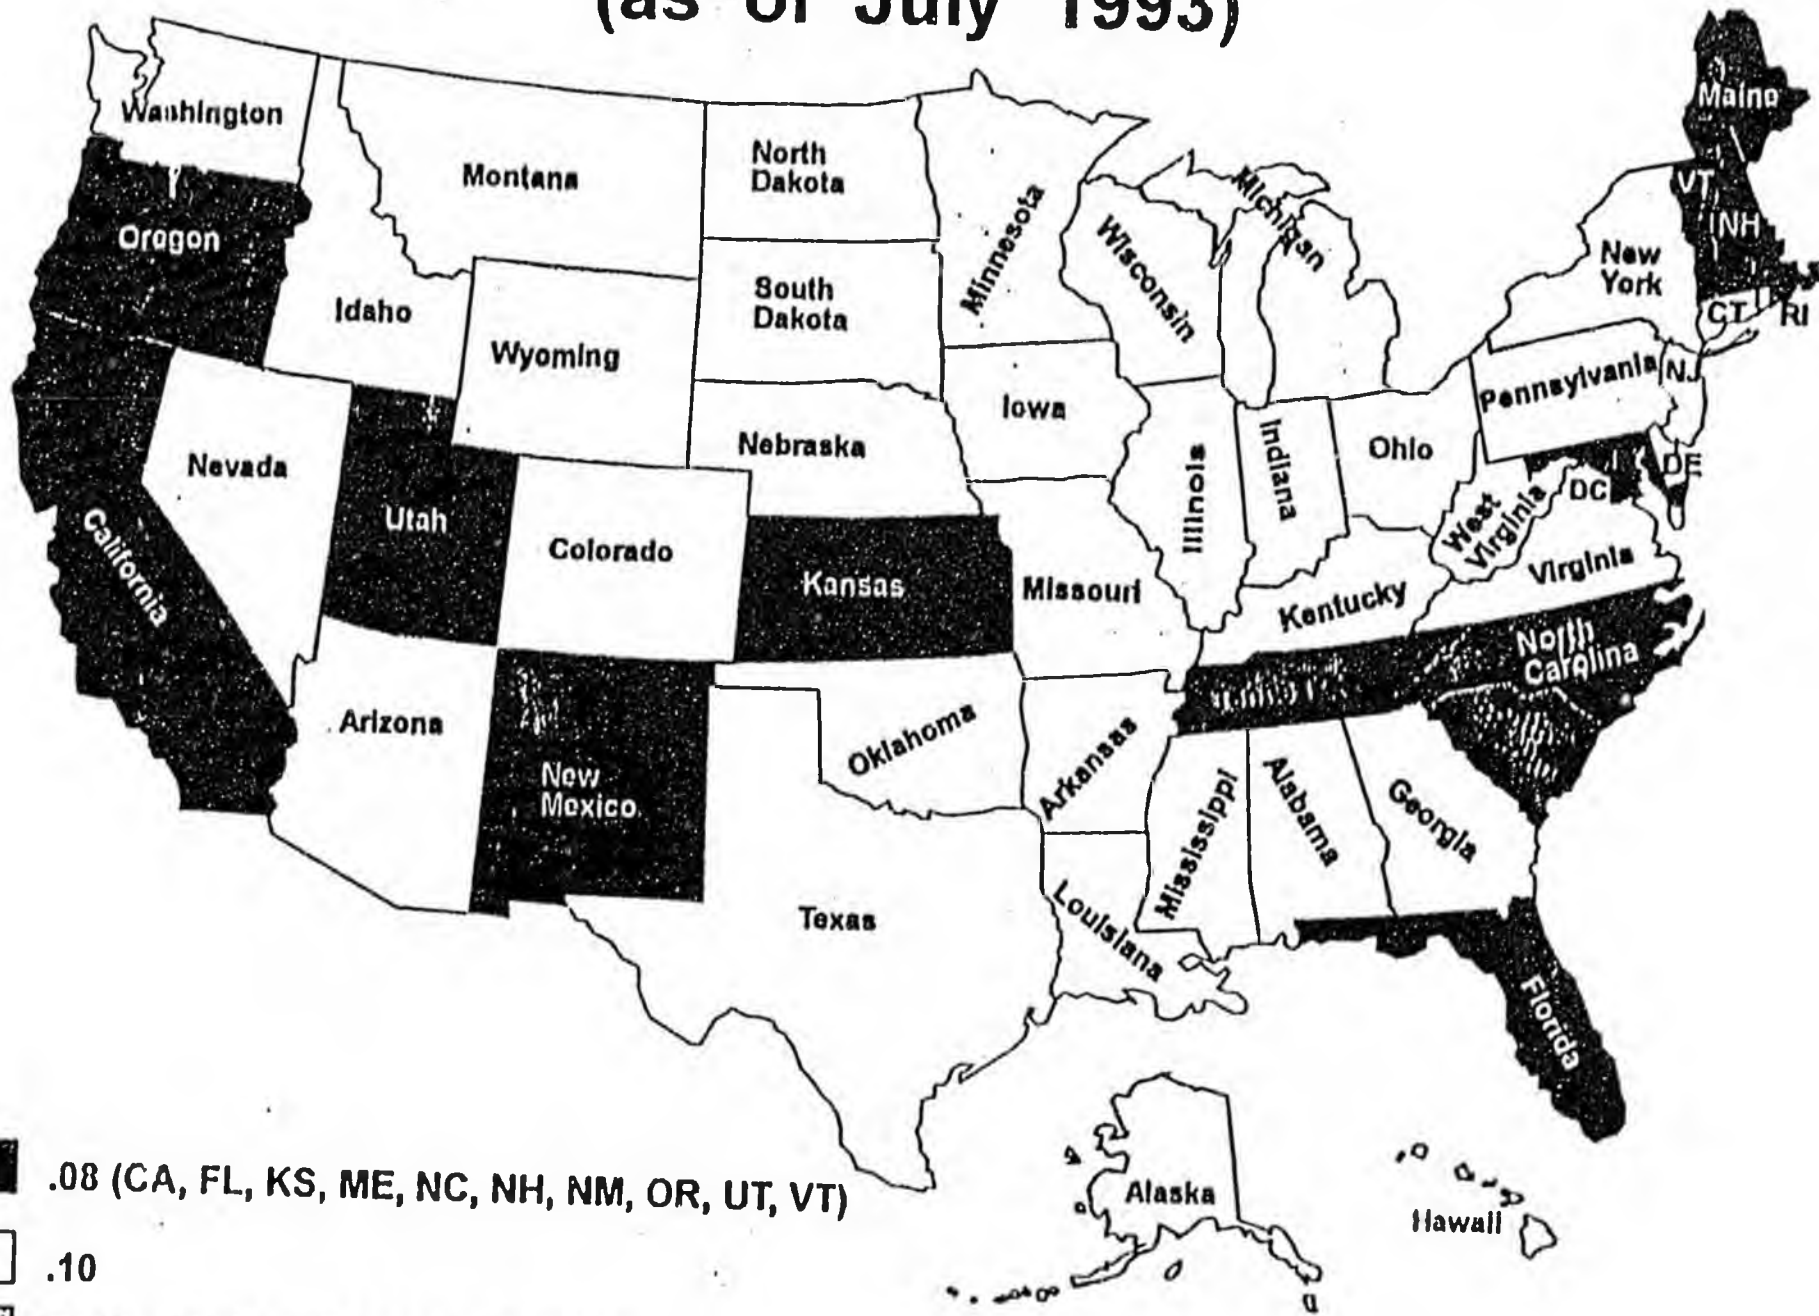 (as of July 1993)
Washington
Montana
North
Dakota
Minnesota
Michigan
Maine
VT
NH
Oregon
Idaho
Wyoming
South
Dakota
Wisconsin
New
York
CT
RI
Nevada
Utah
Colorado
Nebraska
Iowa
Illinois
Indiana
Ohio
Pennsylvania
NJ
DE
DC
West
Virginia
Virginia
California
Kansas
Missouri
Kentucky
North
Carolina
Arizona
New
Mexico
Oklahoma
Arkansas
Texas
Louisiana
Mississippi
Alabama
Georgia
Florida
Alaska
Hawaii
.08 (CA, FL, KS, ME, NC, NH, NM, OR, UT, VT)
.10